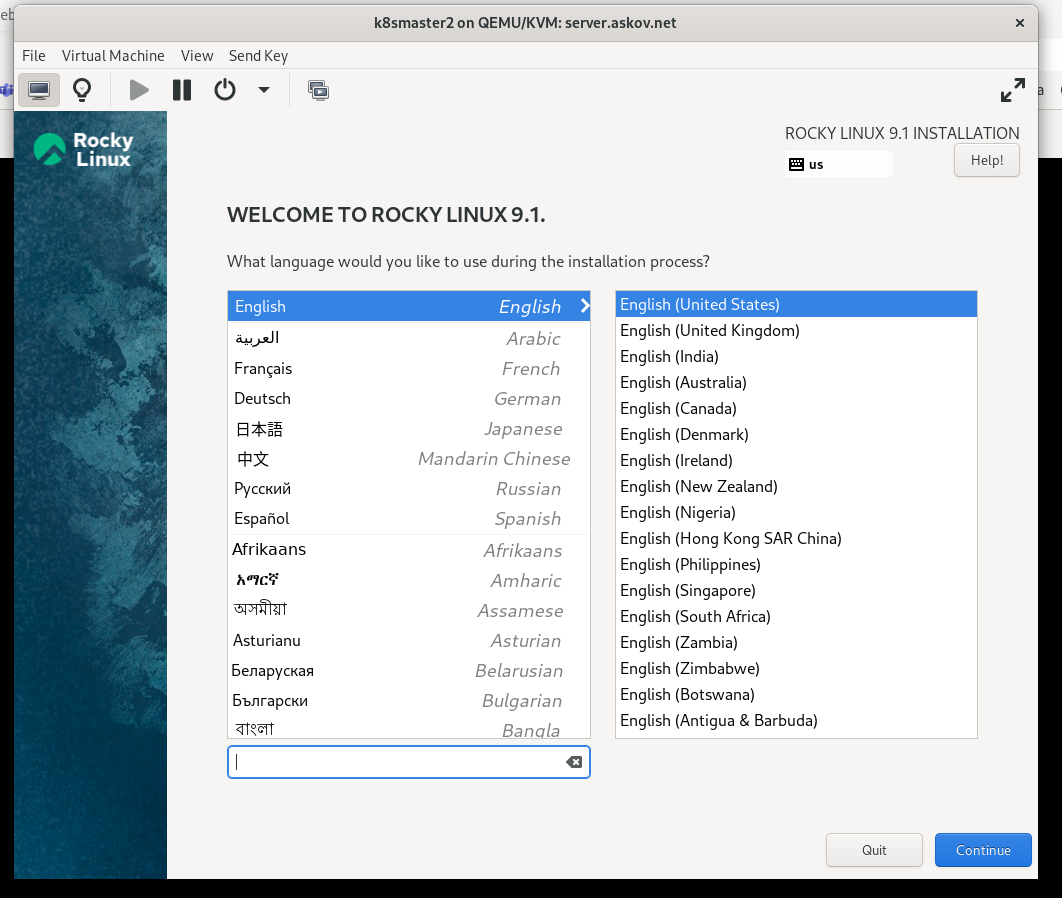 k8smaster2 on QEMU/KVM: server.askov.net
File Virtual Machine View Send Key
Rocky
Linux
ROCKY LINUX 9.1 INSTALLATION
us
Help!
WELCOME TO ROCKY LINUX 9.1.
What language would you like to use during the installation process?
English English
العربية Arabic
Français French
Deutsch German
日本語 Japanese
中文 Mandarin Chinese
Русский Russian
Español Spanish
Afrikaans Afrikaans
አማርኛ Amharic
অসমীয়া Assamese
Asturianu Asturian
Беларуская Belarusian
Български Bulgarian
বাংলা Bangla
English (United States)
English (United Kingdom)
English (India)
English (Australia)
English (Canada)
English (Denmark)
English (Ireland)
English (New Zealand)
English (Nigeria)
English (Hong Kong SAR China)
English (Philippines)
English (Singapore)
English (South Africa)
English (Zambia)
English (Zimbabwe)
English (Botswana)
English (Antigua & Barbuda)
Quit
Continue